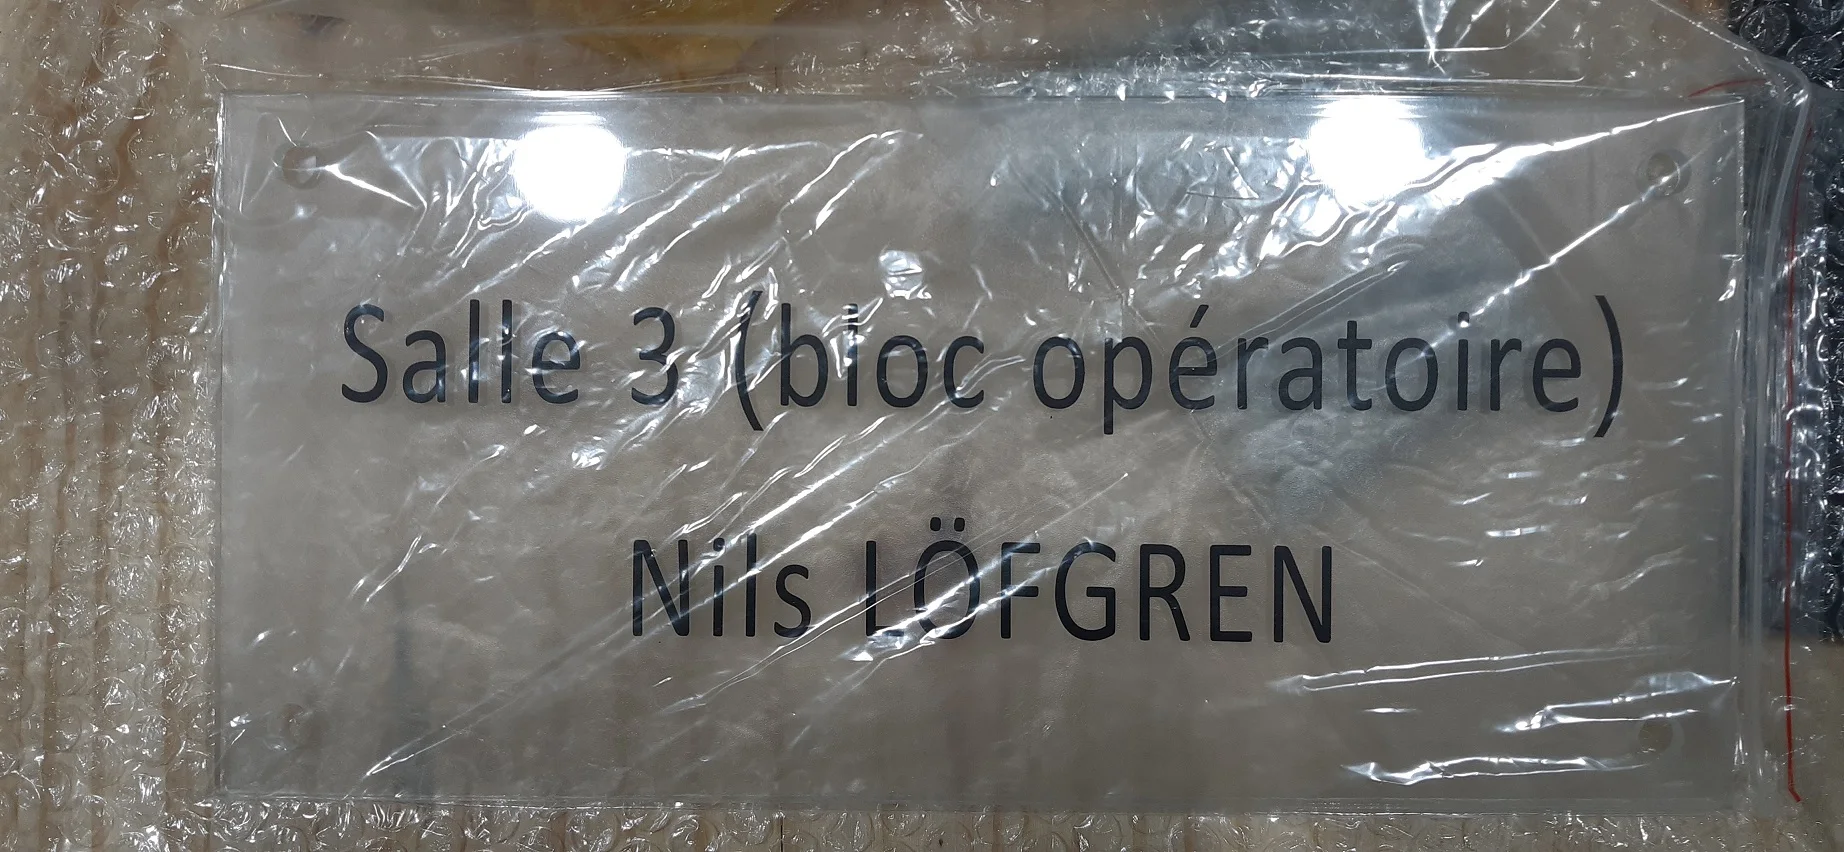 Salle 3 (bloc opératoire)
Nils LÖFGREN